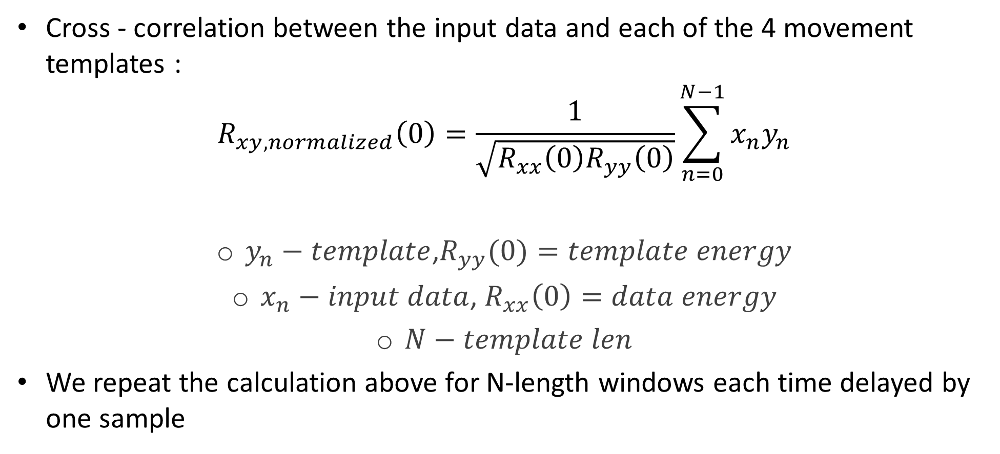 • Cross - correlation between the input data and each of the 4 movement
templates :
R_{xy,normalized}(0) = \frac{1}{\sqrt{R_{xx}(0)R_{yy}(0)}} \sum_{n=0}^{N-1} x_n y_n
○ y_n − template,R_{yy}(0) = template energy
○ x_n − input data, R_{xx}(0) = data energy
○ N − template len
• We repeat the calculation above for N-length windows each time delayed by
one sample